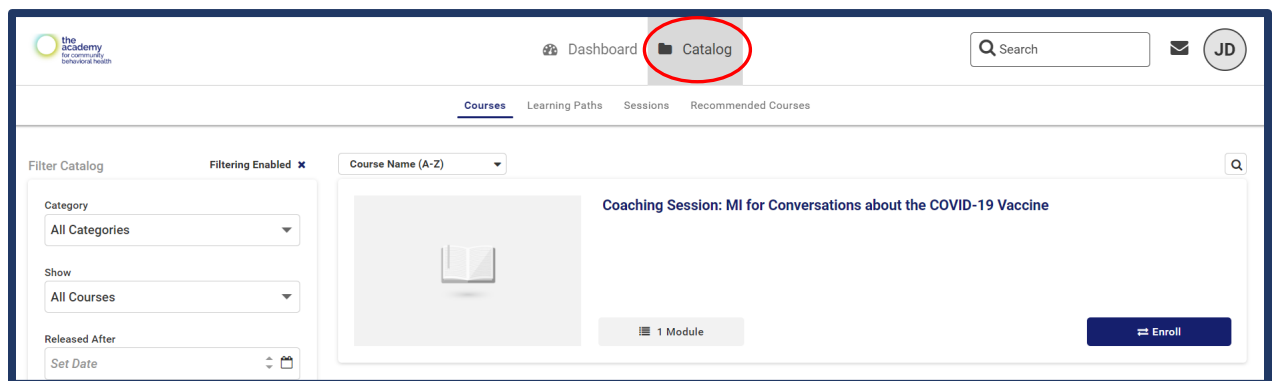 the
academy
for community
behavioral health
Dashboard
Catalog
Search
JD
Courses
Learning Paths
Sessions
Recommended Courses
Filter Catalog
Filtering Enabled ×
Course Name (A-Z)
Category
All Categories
Show
All Courses
Released After
Set Date
Coaching Session: MI for Conversations about the COVID-19 Vaccine
1 Module
Enroll